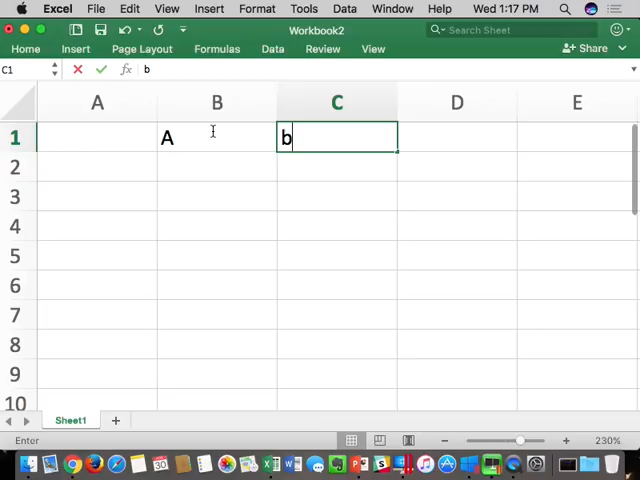 Excel File Edit View Insert Format Tools Data Window Help Wed 1:17 PM
Workbook2
Search Sheet
Home Insert Page Layout Formulas Data Review View Share
C1 fx b
A B C D E
1 A b
2
3
4
5
6
7
8
9
10
Sheet1
Enter 230%